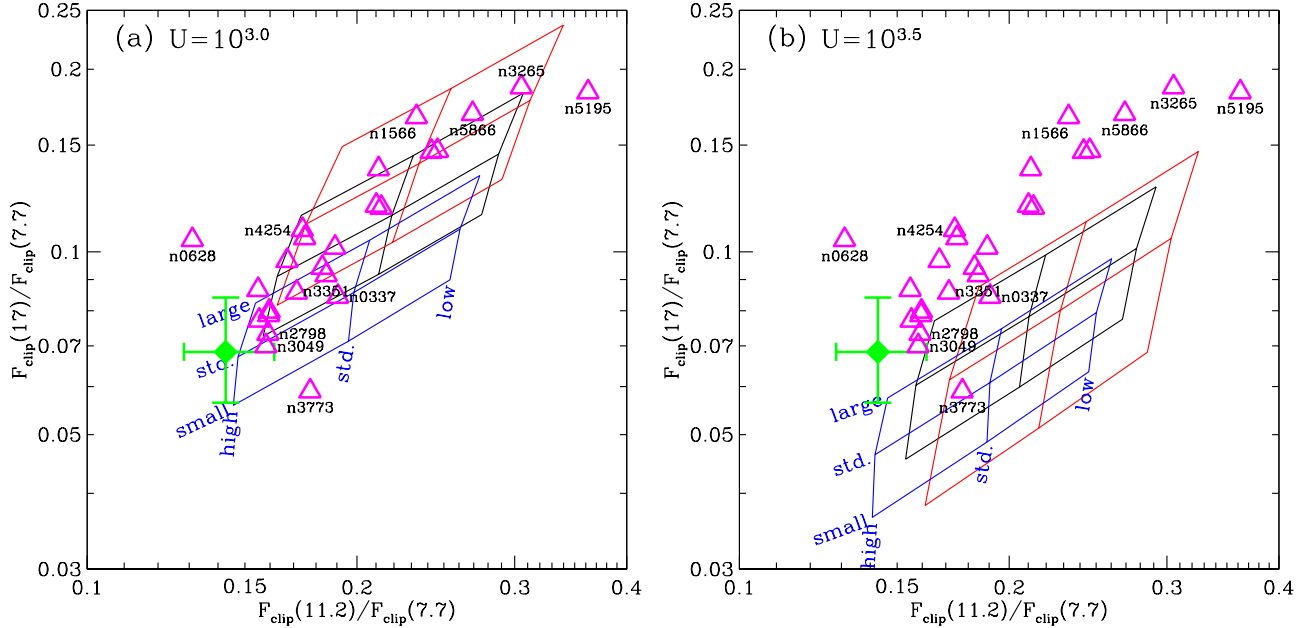 (a) U=10^3.0
0.25
0.2
0.15
0.1
0.07
0.05
0.03
F_clip(17)/F_clip(7.7)
n3265
n5195
n1566
n5866
n4254
n0628
n3351
n0337
n2798
n3049
n3773
large
std.
small
high
std.
low
0.1
0.15
0.2
0.3
0.4
F_clip(11.2)/F_clip(7.7)
(b) U=10^3.5
0.25
0.2
0.15
0.1
0.07
0.05
0.03
F_clip(17)/F_clip(7.7)
n3265
n5195
n1566
n5866
n4254
n0628
n3351
n0337
n2798
n3049
n3773
large
std.
small
high
std.
low
0.1
0.15
0.2
0.3
0.4
F_clip(11.2)/F_clip(7.7)